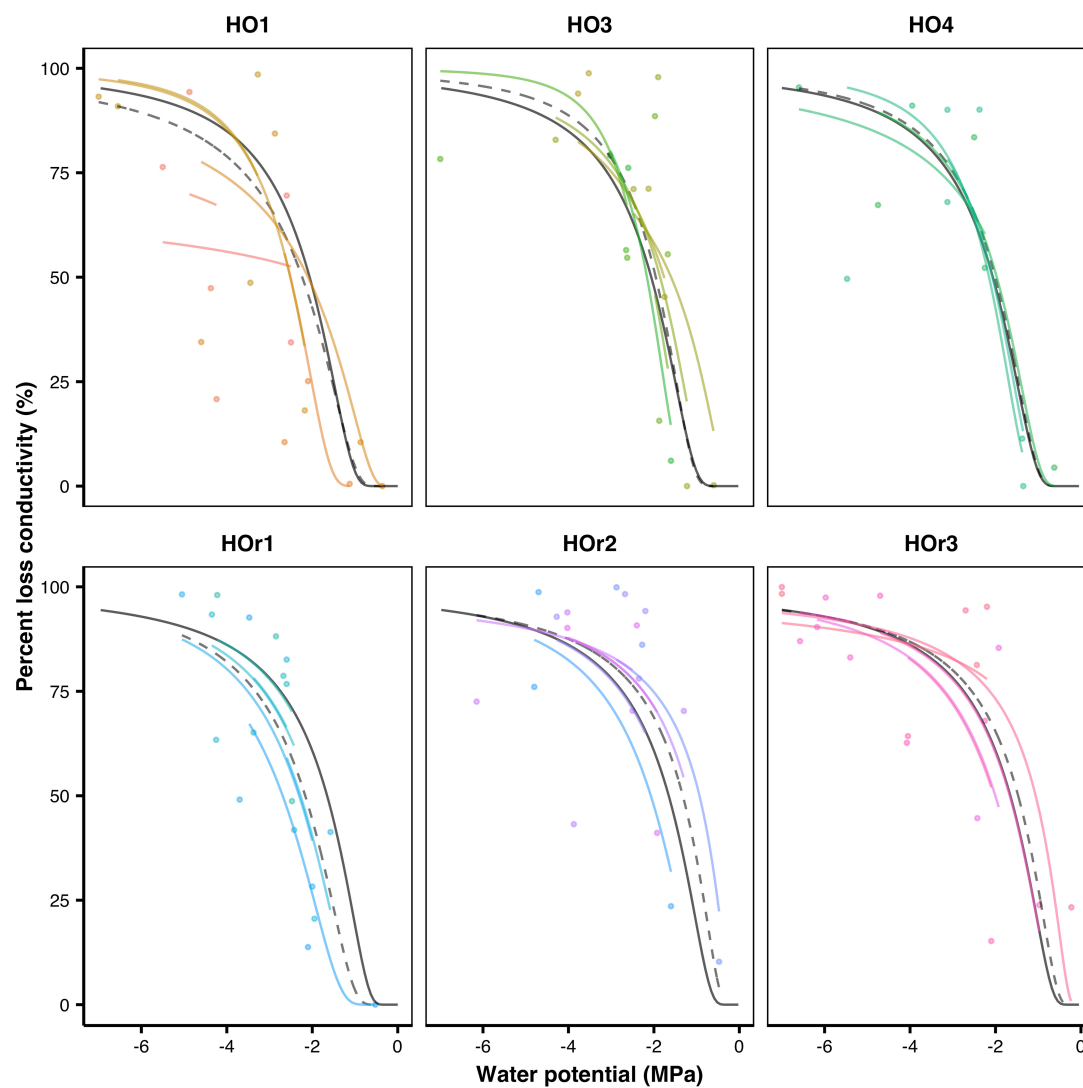 HO1 HO3 HO4
100
75
50
25
0
HOr1 HOr2 HOr3
100
75
50
25
0
-6 -4 -2 0 -6 -4 -2 0 -6 -4 -2 0
Percent loss conductivity (%)
Water potential (MPa)